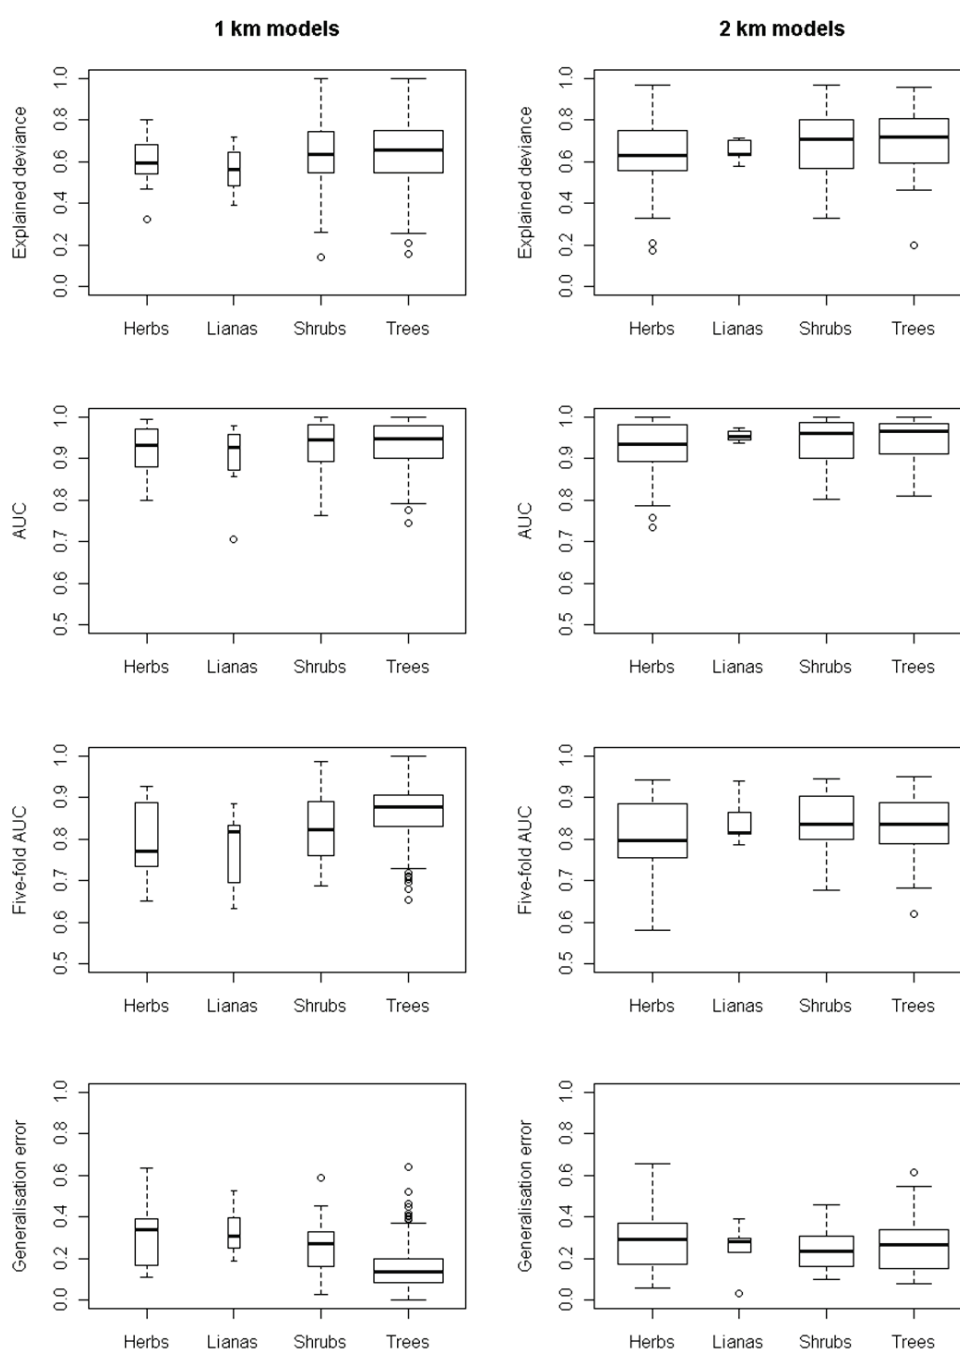 1 km models
2 km models
Explained deviance
0.0 0.2 0.4 0.6 0.8 1.0
Herbs Lianas Shrubs Trees
Explained deviance
0.0 0.2 0.4 0.6 0.8 1.0
Herbs Lianas Shrubs Trees
AUC
0.5 0.6 0.7 0.8 0.9 1.0
Herbs Lianas Shrubs Trees
AUC
0.5 0.6 0.7 0.8 0.9 1.0
Herbs Lianas Shrubs Trees
Five-fold AUC
0.5 0.6 0.7 0.8 0.9 1.0
Herbs Lianas Shrubs Trees
Five-fold AUC
0.5 0.6 0.7 0.8 0.9 1.0
Herbs Lianas Shrubs Trees
Generalisation error
0.0 0.2 0.4 0.6 0.8 1.0
Herbs Lianas Shrubs Trees
Generalisation error
0.0 0.2 0.4 0.6 0.8 1.0
Herbs Lianas Shrubs Trees